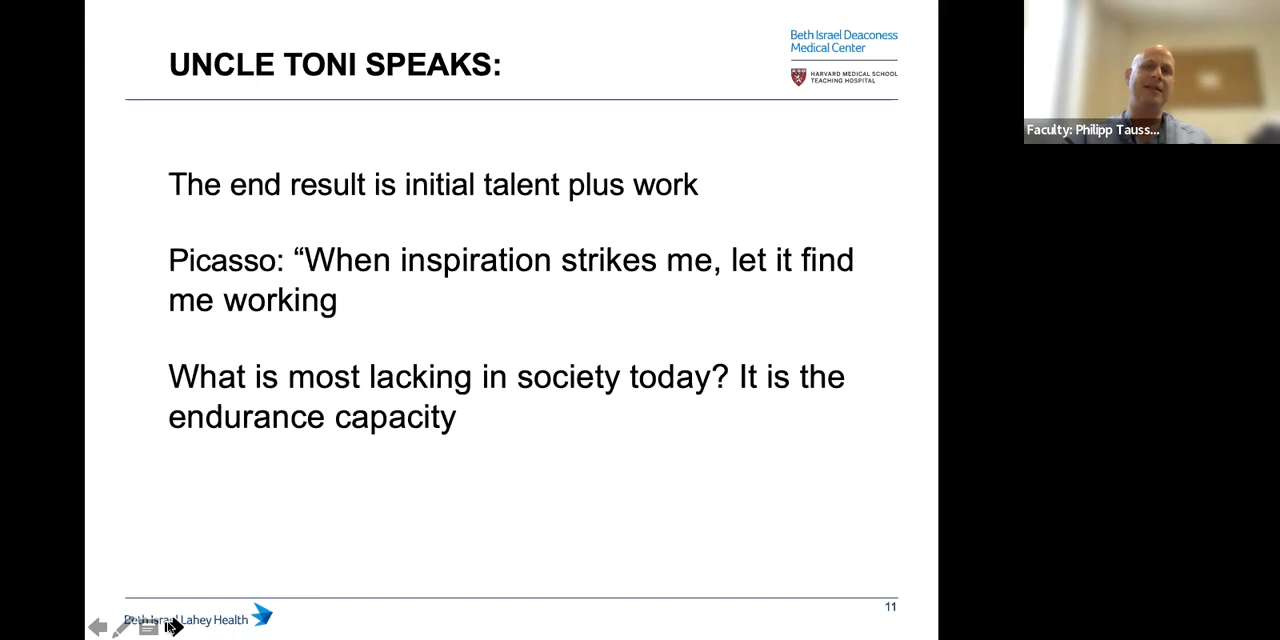 UNCLE TONI SPEAKS:
Beth Israel Deaconess
Medical Center
HARVARD MEDICAL SCHOOL
TEACHING HOSPITAL
Faculty: Philipp Tauss...
The end result is initial talent plus work
Picasso: “When inspiration strikes me, let it find
me working
What is most lacking in society today? It is the
endurance capacity
Beth Israel Lahey Health
11